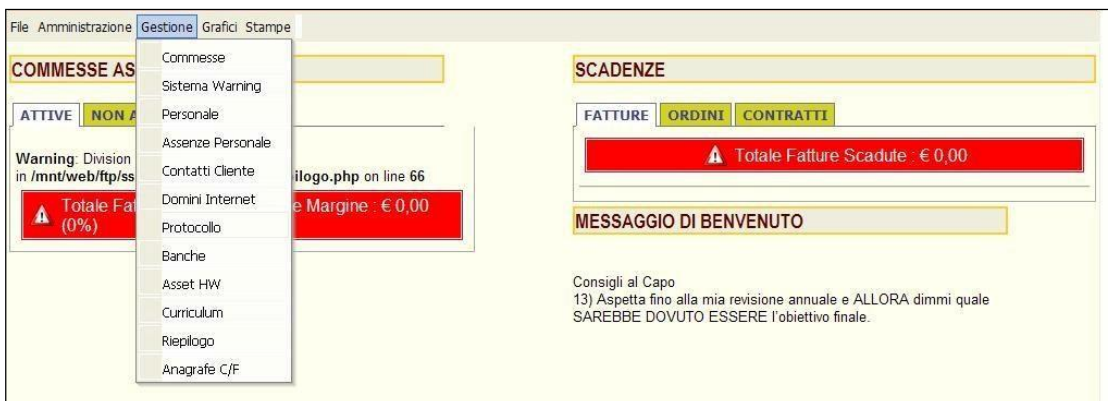 File Amministrazione Gestione Grafici Stampe
Commesse
Sistema Warning
Personale
Assenze Personale
Contatti Cliente
Domini Internet
Protocollo
Banche
Asset HW
Curriculum
Riepilogo
Anagrafe C/F
COMMESSE AS
ATTIVE NON A
Warning: Division
in /mnt/web/ftp/ss ilogo.php on line 66
Totale Fat e Margine : € 0,00
(0%)
SCADENZE
FATTURE ORDINI CONTRATTI
Totale Fatture Scadute : € 0,00
MESSAGGIO DI BENVENUTO
Consigli al Capo
13) Aspetta fino alla mia revisione annuale e ALLORA dimmi quale
SAREBBE DOVUTO ESSERE l'obiettivo finale.